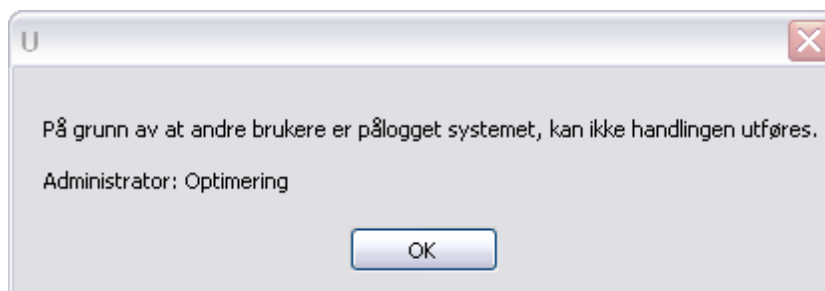 U
På grunn av at andre brukere er pålogget systemet, kan ikke handlingen utføres.
Administrator: Optimering
OK